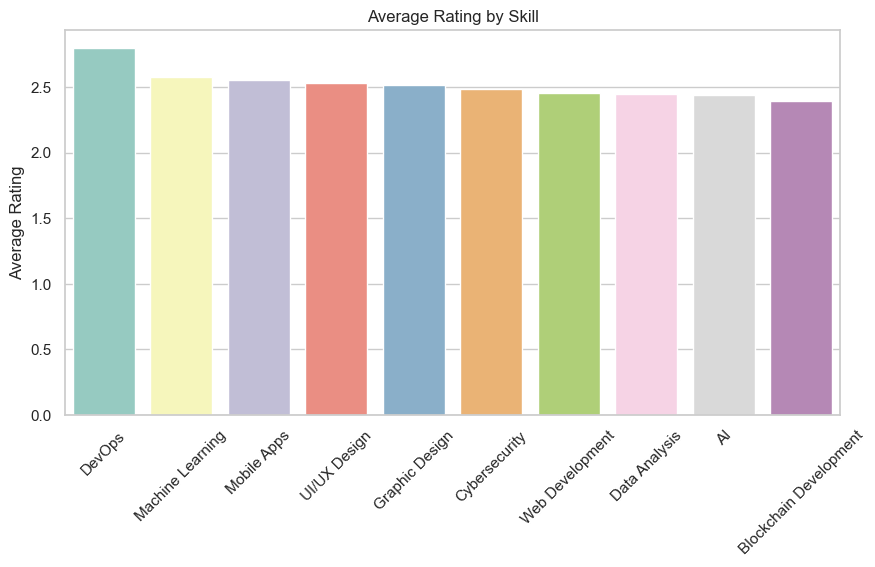 Average Rating by Skill
Average Rating
2.5
2.0
1.5
1.0
0.5
0.0
DevOps
Machine Learning
Mobile Apps
UI/UX Design
Graphic Design
Cybersecurity
Web Development
Data Analysis
AI
Blockchain Development